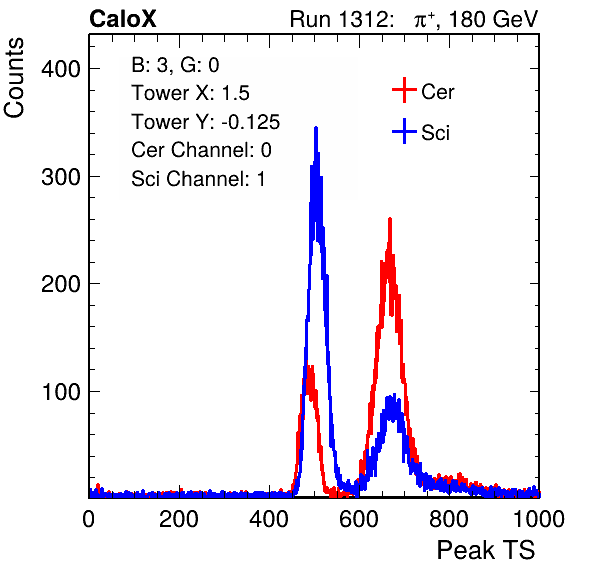 CaloX Run 1312: π⁺, 180 GeV
Counts
400
300
200
100
B: 3, G: 0
Tower X: 1.5
Tower Y: -0.125
Cer Channel: 0
Sci Channel: 1
Cer
Sci
0 200 400 600 800 1000
Peak TS